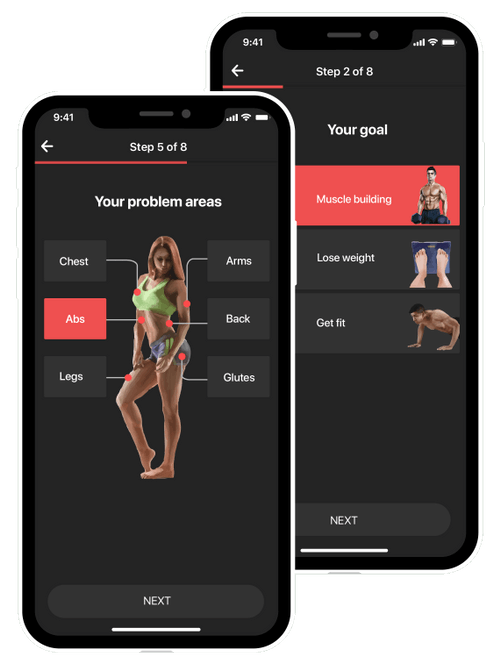 9:41
Step 5 of 8
Your problem areas
Chest
Arms
Abs
Back
Legs
Glutes
NEXT
9:41
Step 2 of 8
Your goal
Muscle building
Lose weight
Get fit
NEXT